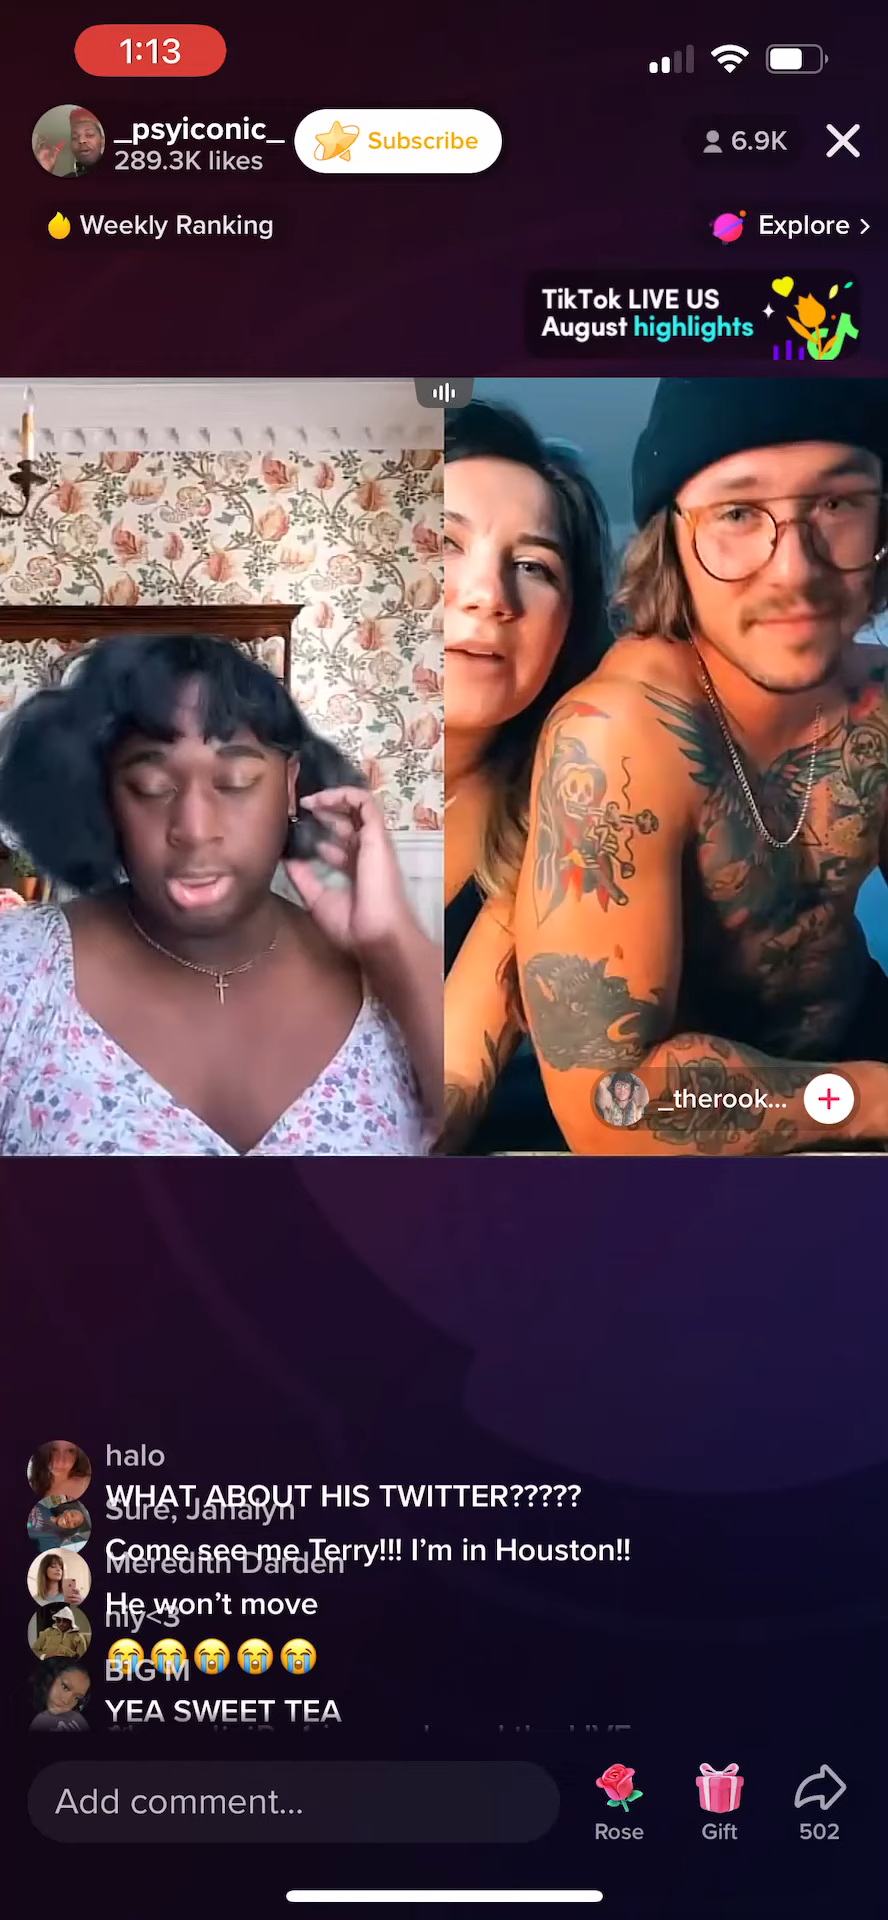 1:13
_psyiconic_
289.3K likes
Subscribe
6.9K
Weekly Ranking
Explore >
TikTok LIVE US
August highlights
_therook...
halo
WHAT ABOUT HIS TWITTER?????
Sure, Janalyn
Come see me Terry!!! I'm in Houston!!
Meredith Darden
He won't move
nly<3
😭😭😭😭😭
BIG M
YEA SWEET TEA
Add comment...
Rose
Gift
502